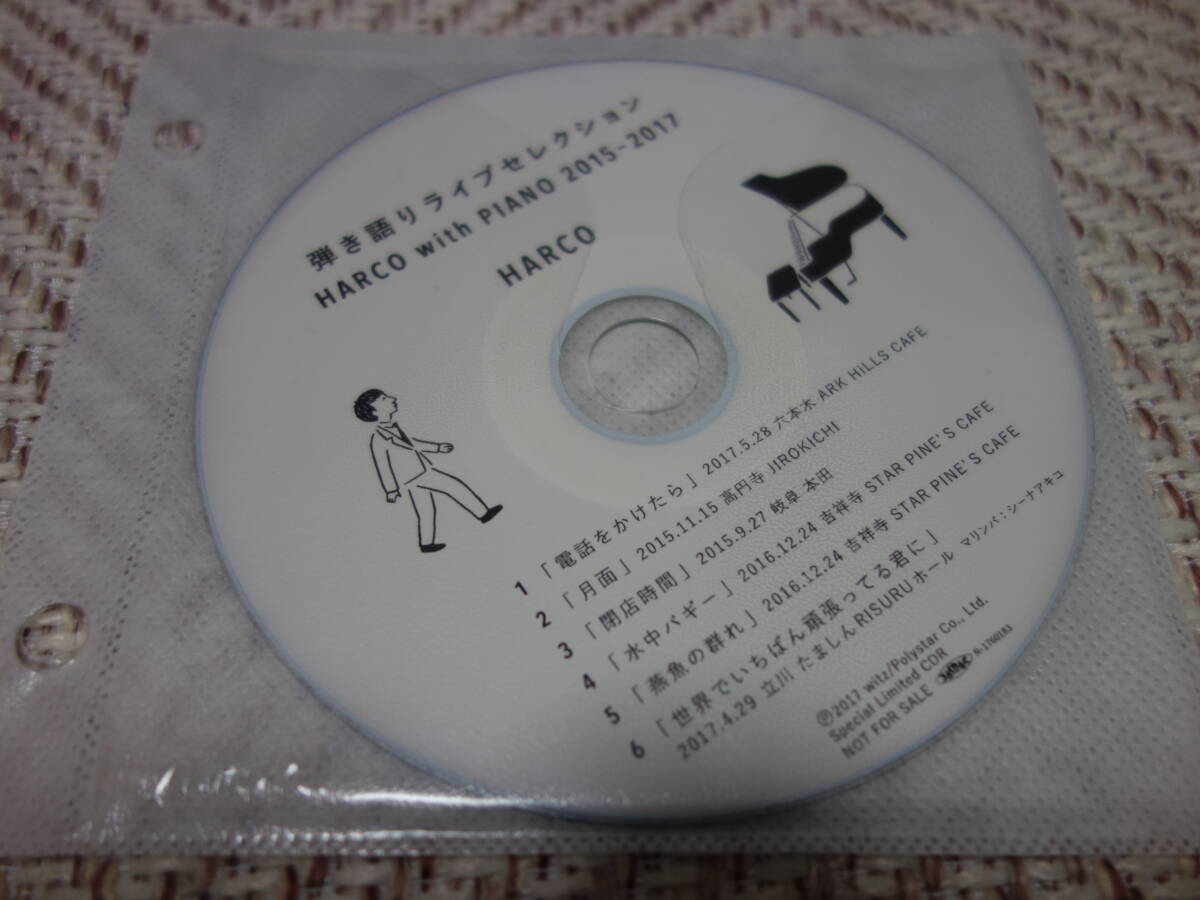 弾き語りライブセレクション
HARCO with PIANO 2015-2017
HARCO
1 「電話をかけたら」2017.5.28 六本木 ARK HiLLS CAFE
2 「月面」2015.11.15 高円寺 JIROKICHI
3 「閉店時間」2015.9.27 岐阜 本田
4 「水中バギー」2016.12.24 吉祥寺 STAR PINE'S CAFE
5 「燕魚の群れ」2016.12.24 吉祥寺 STAR PINE'S CAFE
6 「世界でいちばん頑張ってる君に」
2017.4.29 立川 たましんRISURUホール マリンバ:シーナアキコ
℗2017 witz/Polystar Co., Ltd.
Special Limited CDR
NOT FOR SALE
R-1760183